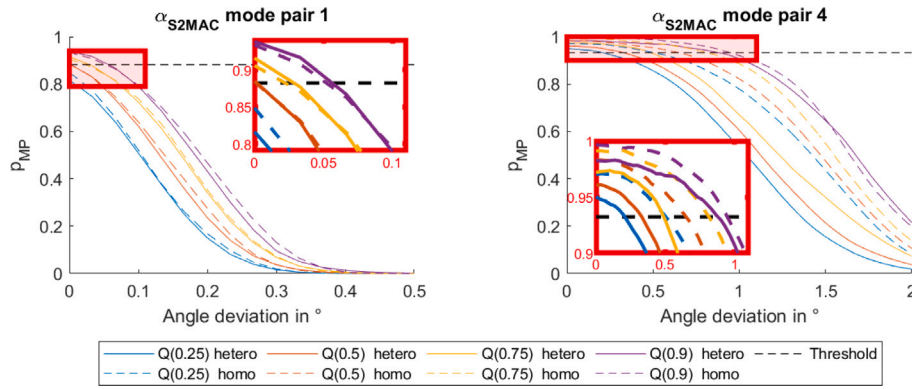 α_S2MAC mode pair 1
α_S2MAC mode pair 4
1
0.8
0.6
0.4
0.2
0
p_MP
0.9
0.85
0.8
0 0.05 0.1
0 0.1 0.2 0.3 0.4 0.5
Angle deviation in °
1
0.8
0.6
0.4
0.2
0
p_MP
1
0.95
0.9
0 0.5 1
0 0.5 1 1.5 2
Angle deviation in °
Q(0.25) hetero Q(0.5) hetero Q(0.75) hetero Q(0.9) hetero Threshold
Q(0.25) homo Q(0.5) homo Q(0.75) homo Q(0.9) homo